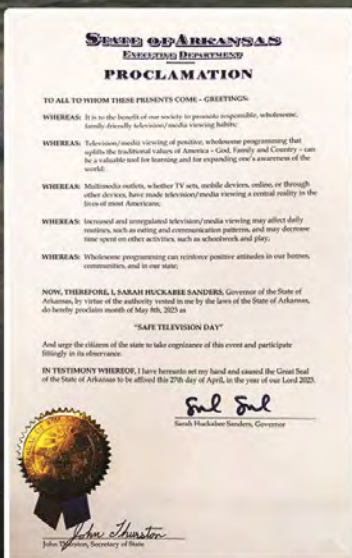 STATE OF ARKANSAS
EXECUTIVE DEPARTMENT
PROCLAMATION
TO ALL TO WHOM THESE PRESENTS COME – GREETINGS:
WHEREAS: It is to the benefit of our society to promote responsible, wholesome,
family-friendly television/media viewing habits;
WHEREAS: Television/media viewing of positive, wholesome programming that
uplifts the traditional values of America – God, Family and Country – can
be a valuable tool for learning and for expanding one's awareness of the
world;
WHEREAS: Multimedia outlets, whether TV sets, mobile devices, online, or through
other devices, have made television/media viewing a central reality in the
lives of most Americans;
WHEREAS: Increased and unregulated television/media viewing may affect daily
routines, such as eating and communication patterns, and may decrease
time spent on other activities, such as schoolwork and play;
WHEREAS: Wholesome programming can reinforce positive attitudes in our homes,
communities, and in our state;
NOW, THEREFORE, I, SARAH HUCKABEE SANDERS, Governor of the State of
Arkansas, by virtue of the authority vested in me by the laws of the State of Arkansas,
do hereby proclaim month of May 8th, 2023 as
"SAFE TELEVISION DAY"
And urge the citizens of the state to take cognizance of this event and participate
fittingly in its observance.
IN TESTIMONY WHEREOF, I have hereunto set my hand and caused the Great Seal
of the State of Arkansas to be affixed this 27th day of April, in the year of our Lord 2023.
Sarah Huckabee Sanders, Governor
John Thurston
John Thurston, Secretary of State